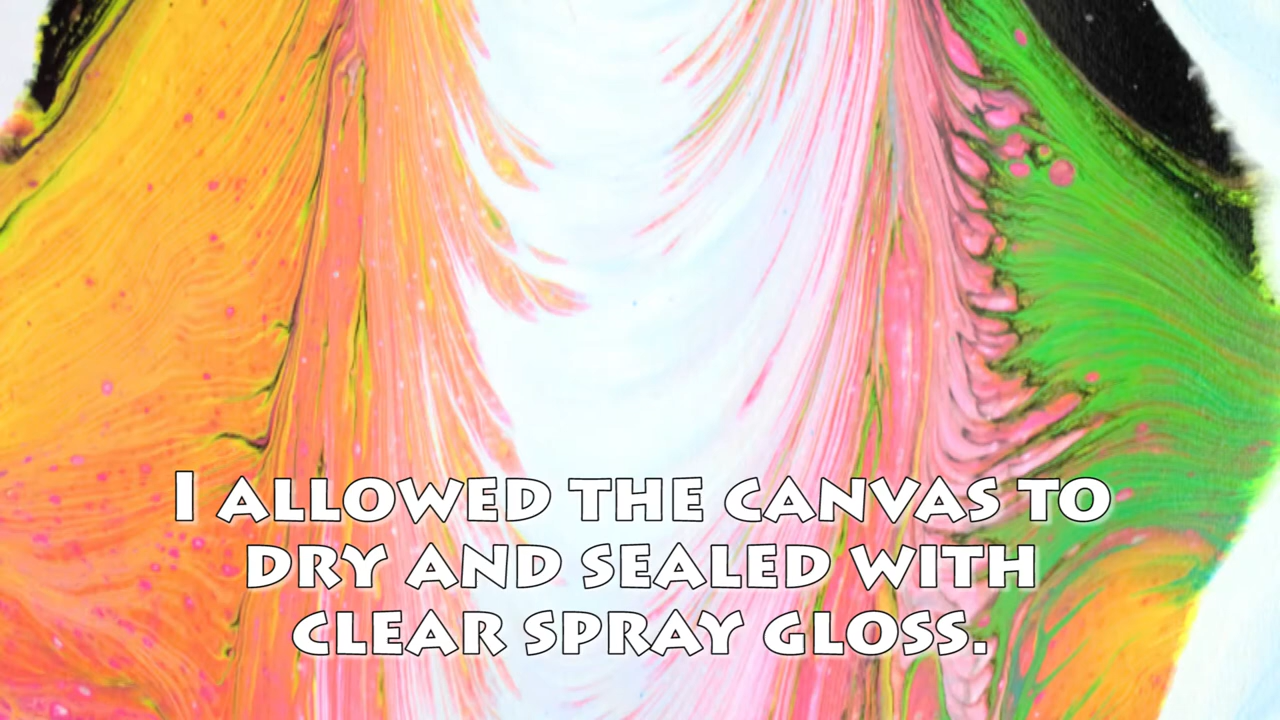 I ALLOWED THE CANVAS TO
DRY AND SEALED WITH
CLEAR SPRAY GLOSS.